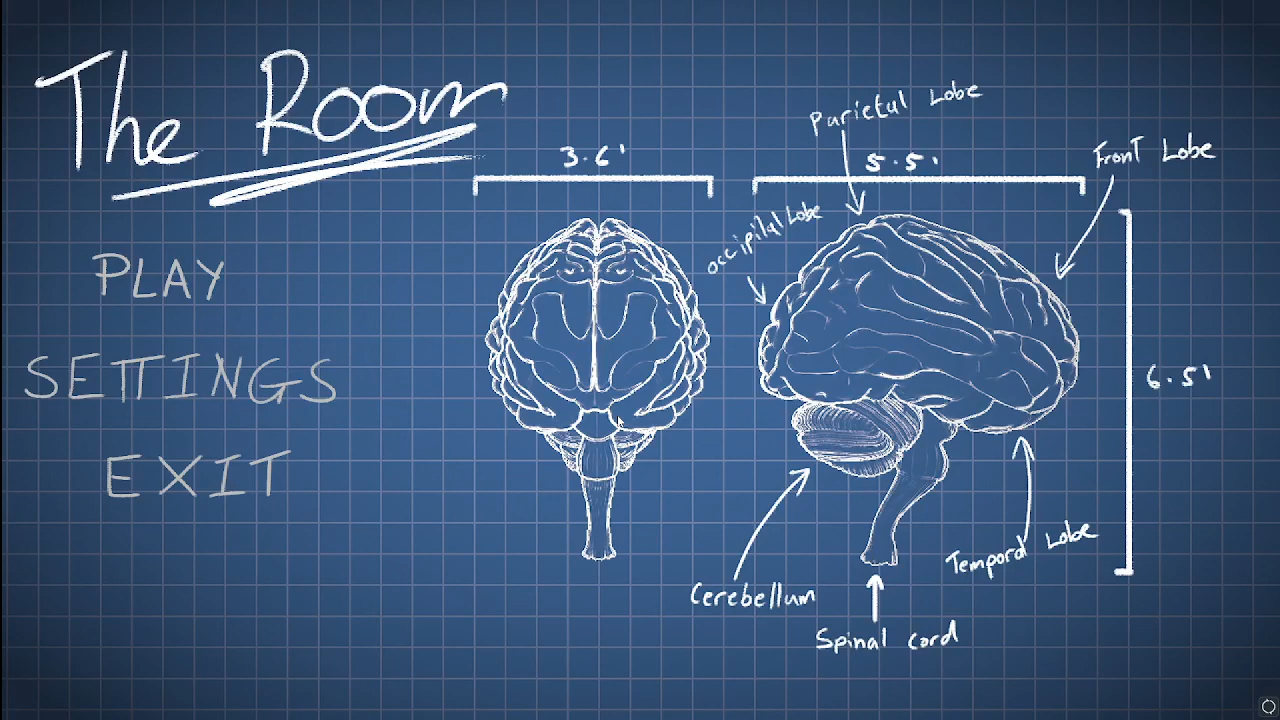 The Room
PLAY
SETTINGS
EXIT
3.6'
5.5'
6.5'
Parietal Lobe
Front Lobe
occipital Lobe
Temporal Lobe
Cerebellum
Spinal cord